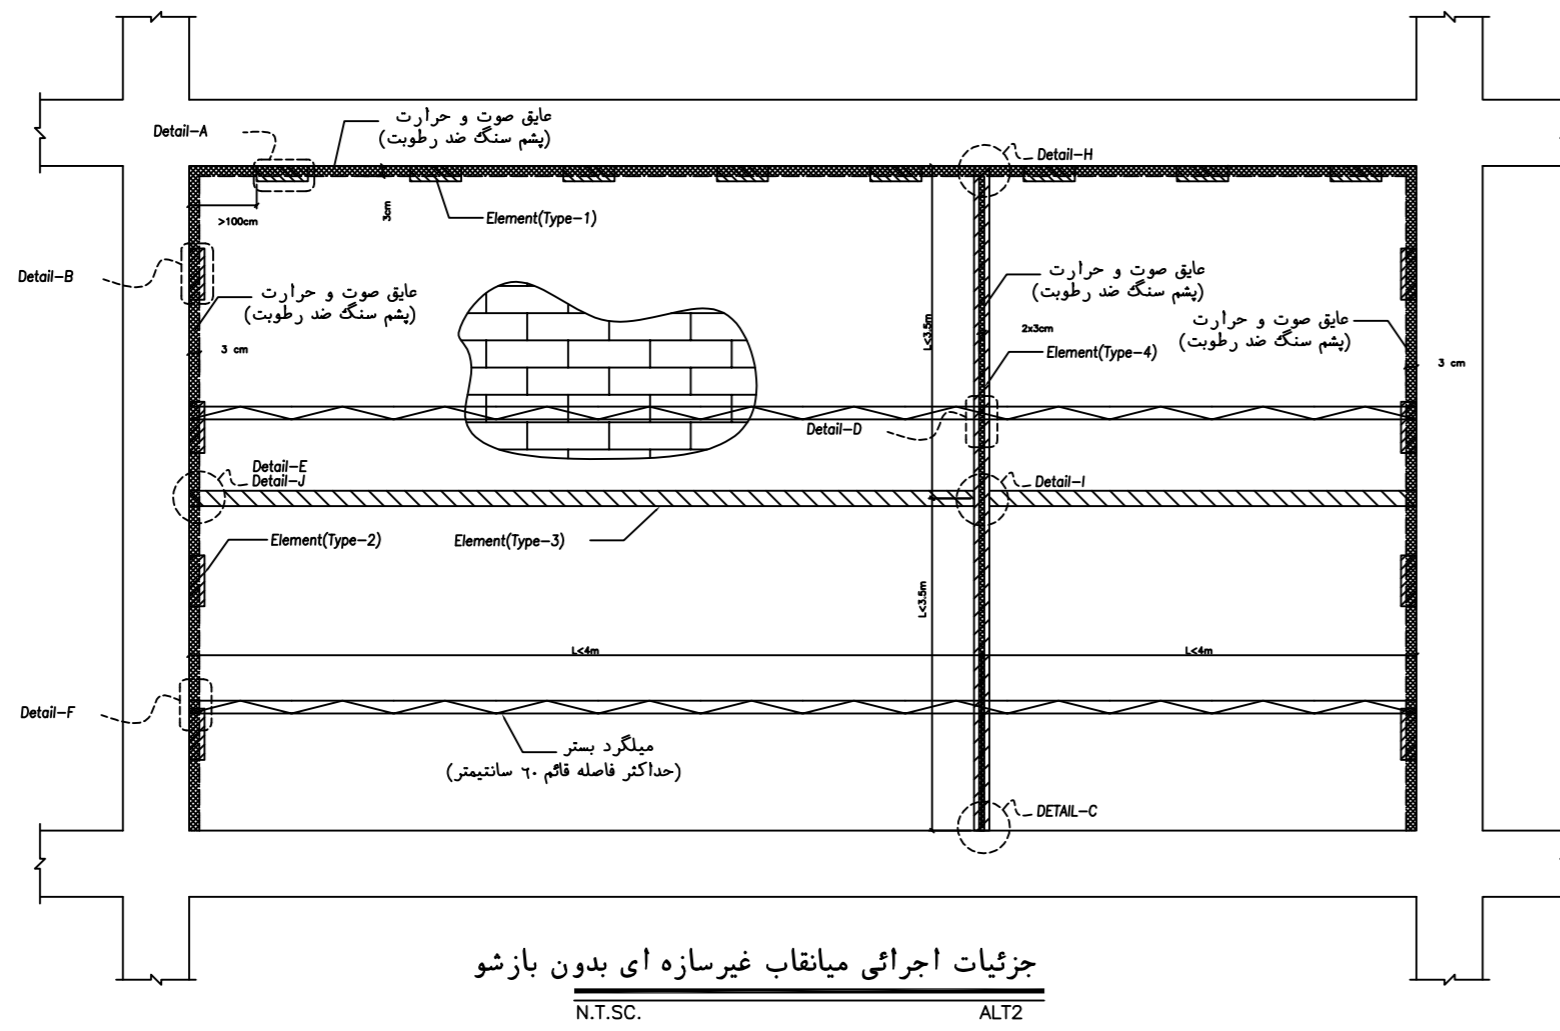 Detail-A
عایق صوت و حرارت
(پشم سنگ ضد رطوبت)
Detail-H
>100cm
3cm
Element(Type-1)
Detail-B
عایق صوت و حرارت
(پشم سنگ ضد رطوبت)
3 cm
عایق صوت و حرارت
(پشم سنگ ضد رطوبت)
L<3.5m
2x3cm
Element(Type-4)
عایق صوت و حرارت
(پشم سنگ ضد رطوبت)
3 cm
Detail-D
Detail-E
Detail-J
Detail-I
Element(Type-2)
Element(Type-3)
L<3.5m
L<4m
L<4m
Detail-F
میلگرد بستر
(حداکثر فاصله قائم ٦٠ سانتیمتر)
DETAIL-C
جزئیات اجرائی میانقاب غیرسازه ای بدون بازشو
N.T.SC.
ALT2